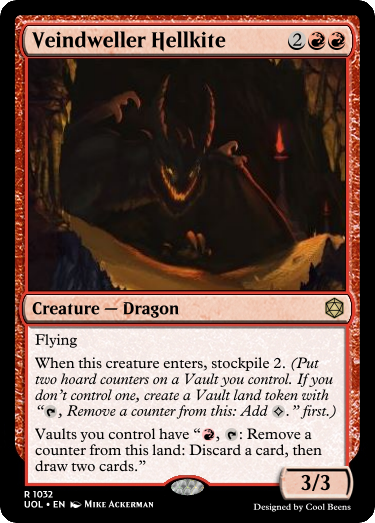 Veindweller Hellkite 2
Creature — Dragon
Flying
When this creature enters, stockpile 2. (Put
two hoard counters on a Vault you control. If you
don't control one, create a Vault land token with
“, Remove a counter from this: Add .” first.)
Vaults you control have “, : Remove a
counter from this land: Discard a card, then
draw two cards.”
3/3
R 1032
UOL • EN Mike Ackerman
Designed by Cool Beens